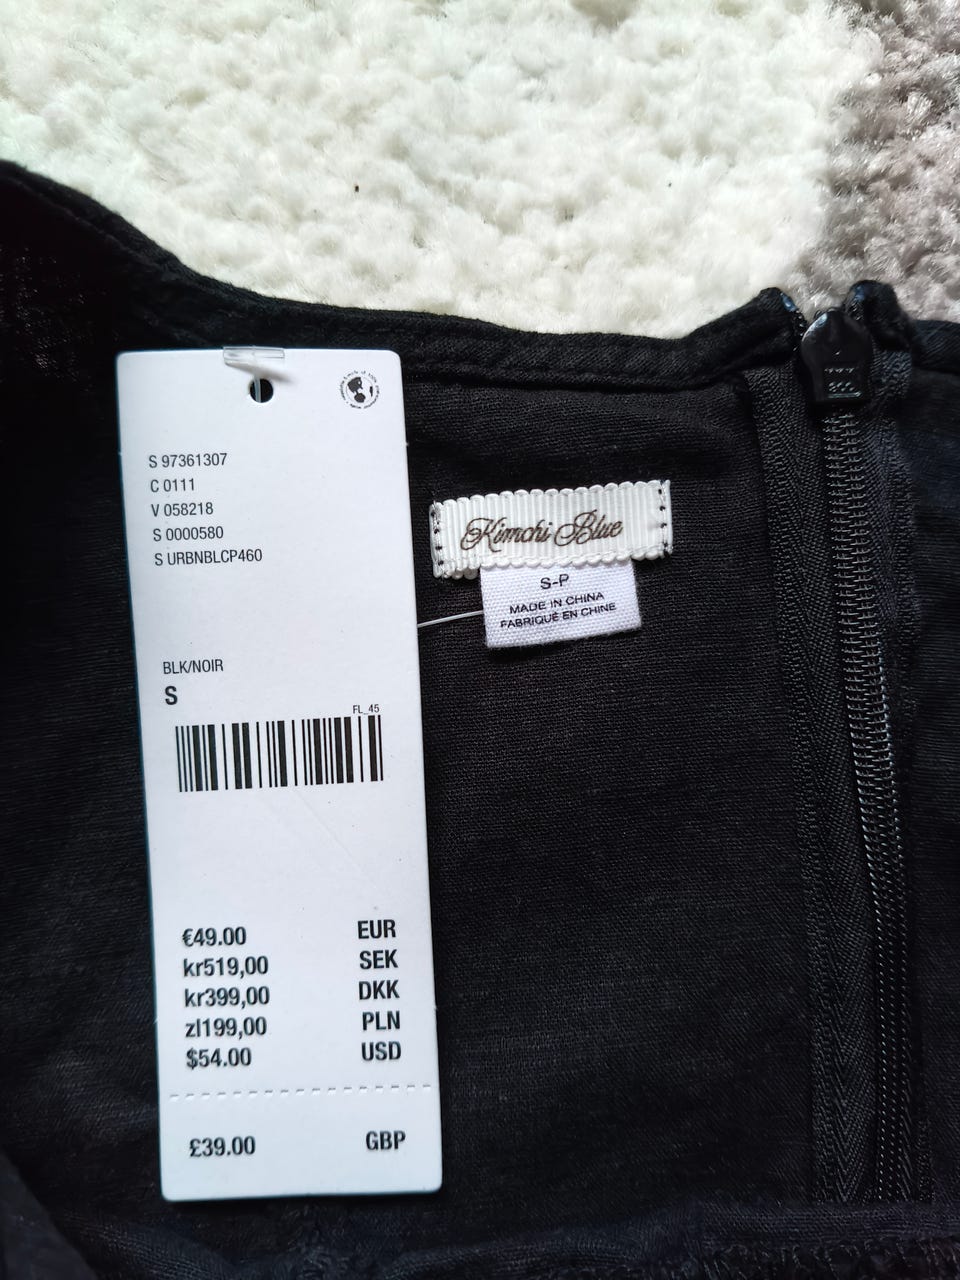 S 97361307
C 0111
V 058218
S 0000580
S URBNBLCP460
BLK/NOIR
S
FL_45
€49.00 EUR
kr519,00 SEK
kr399,00 DKK
zl199,00 PLN
$54.00 USD
£39.00 GBP
Kimchi Blue
S-P
MADE IN CHINA
FABRIQUÉ EN CHINE